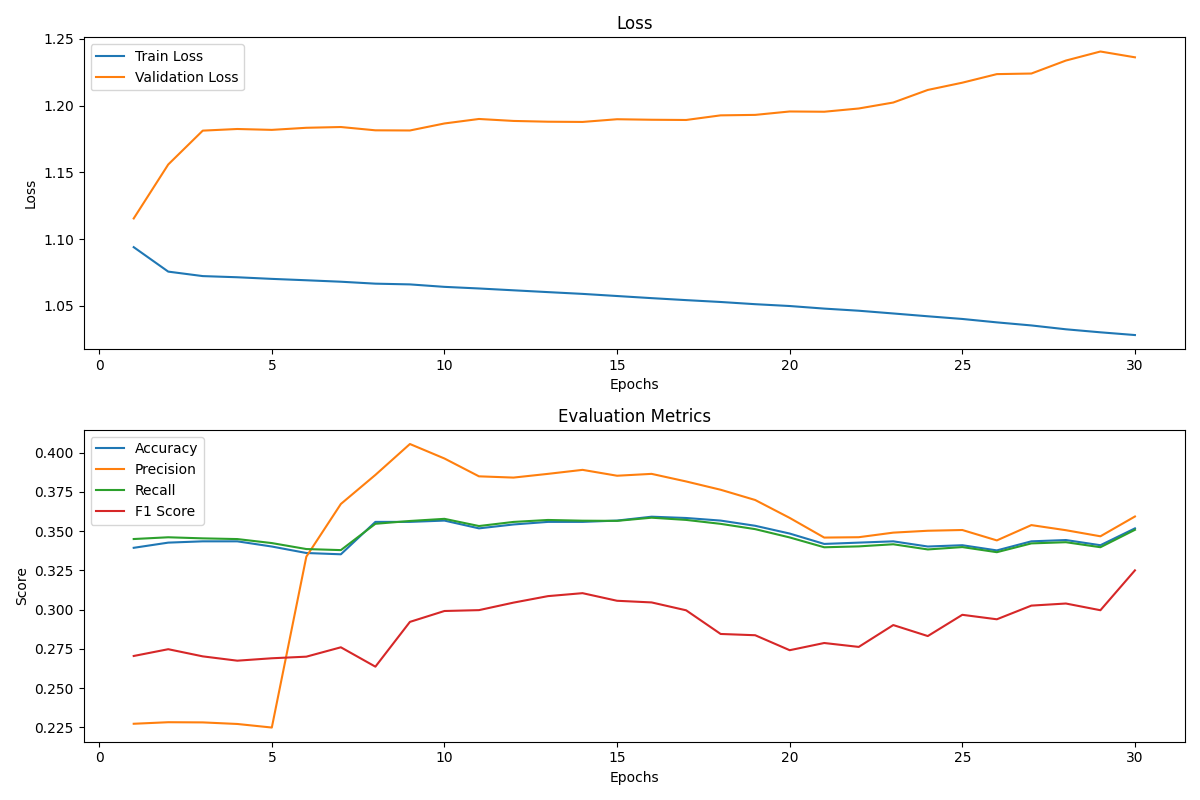 Loss
1.25
1.20
1.15
1.10
1.05
Loss
Train Loss
Validation Loss
0 5 10 15 20 25 30
Epochs
Evaluation Metrics
0.400
0.375
0.350
0.325
0.300
0.275
0.250
0.225
Score
Accuracy
Precision
Recall
F1 Score
0 5 10 15 20 25 30
Epochs